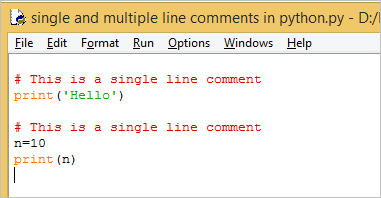 single and multiple line comments in python.py - D:/
File Edit Format Run Options Windows Help
# This is a single line comment
print('Hello')
# This is a single line comment
n=10
print(n)